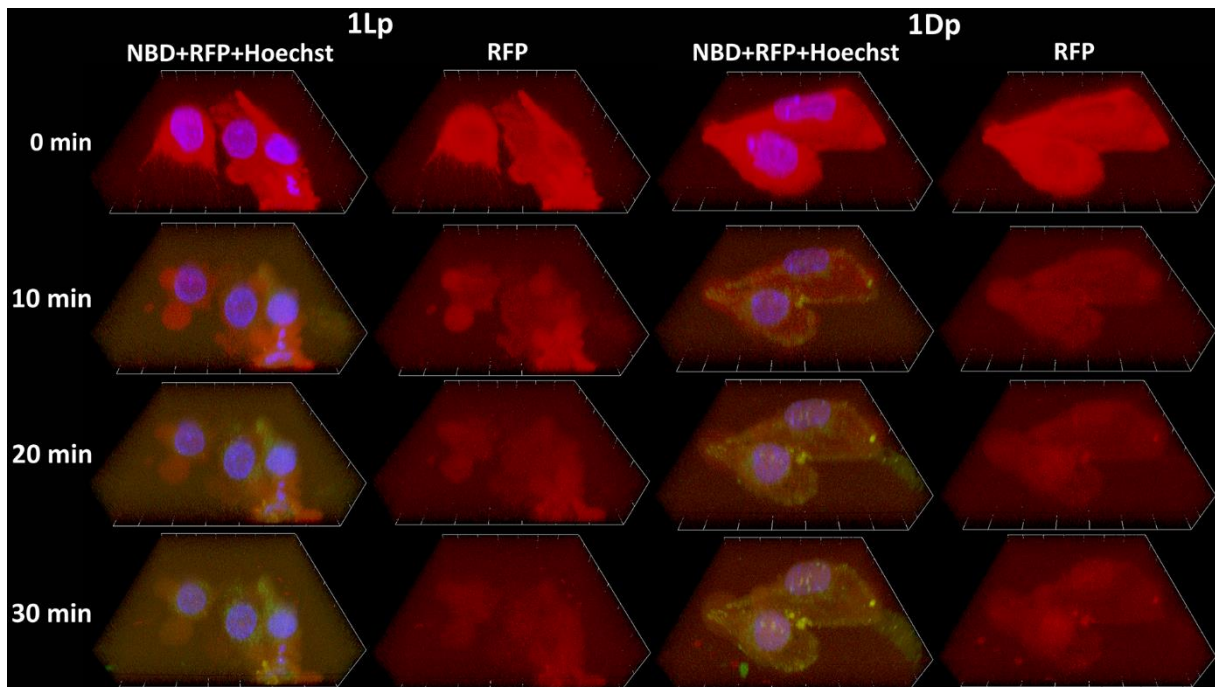 1Lp 1Dp
NBD+RFP+Hoechst RFP NBD+RFP+Hoechst RFP
0 min
10 min
20 min
30 min